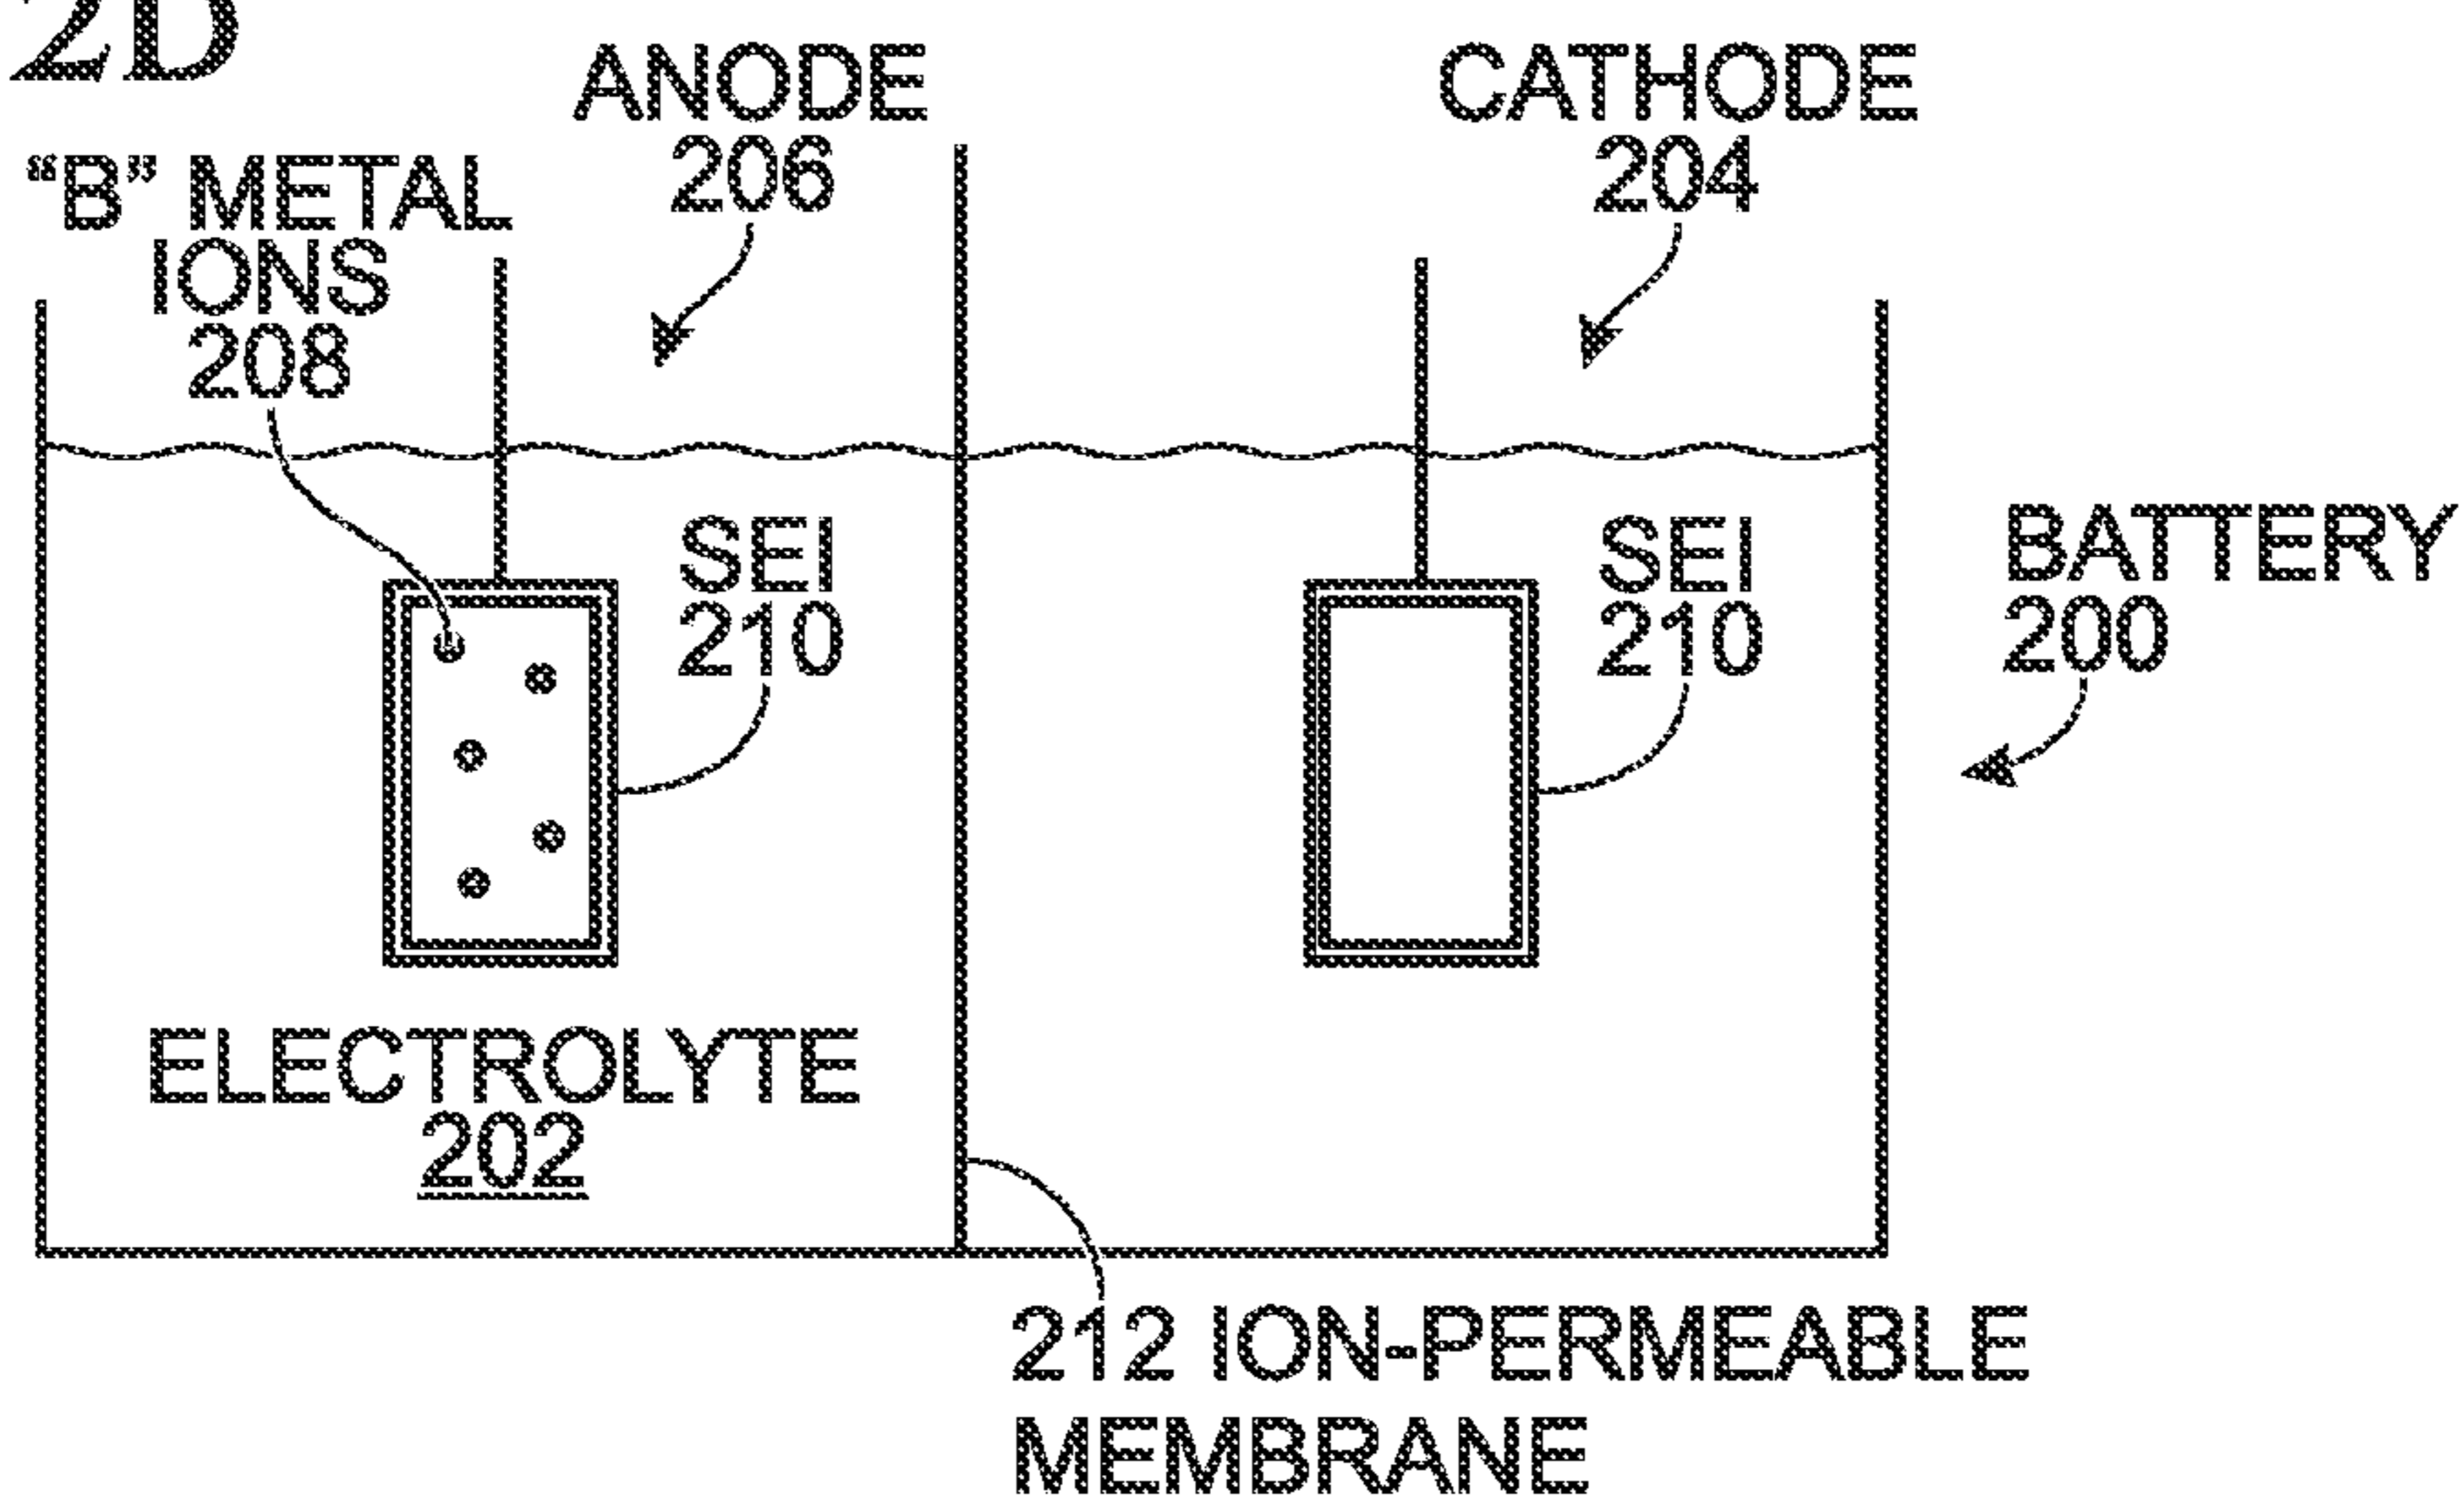 2D
ANODE
206
CATHODE
204
“B” METAL
IONS
208
SEI
210
SEI
210
BATTERY
200
ELECTROLYTE
202
212 ION-PERMEABLE
MEMBRANE